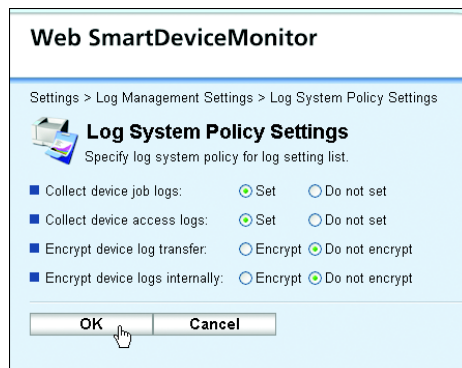 Web SmartDeviceMonitor
Settings > Log Management Settings > Log System Policy Settings
Log System Policy Settings
Specify log system policy for log setting list.
Collect device job logs: Set Do not set
Collect device access logs: Set Do not set
Encrypt device log transfer: Encrypt Do not encrypt
Encrypt device logs internally: Encrypt Do not encrypt
OK Cancel